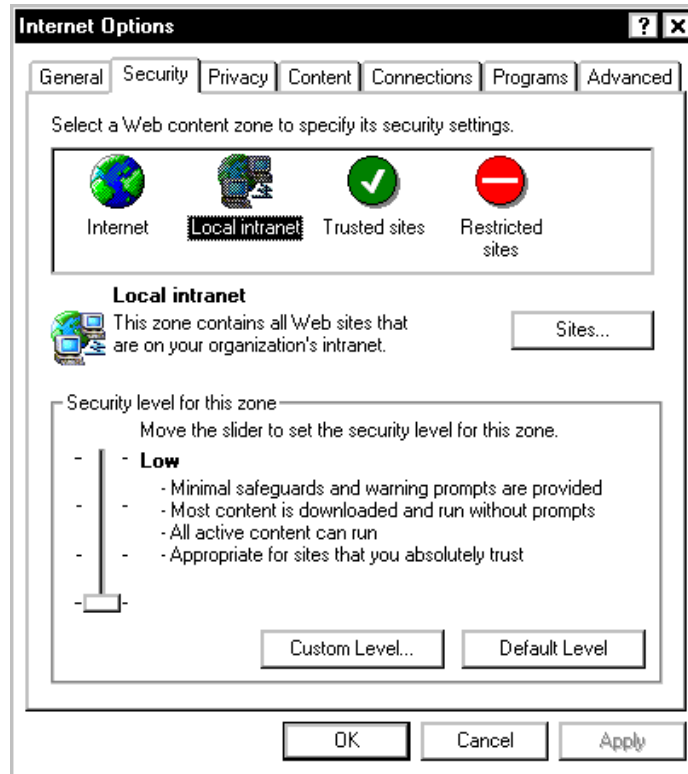 Internet Options
General Security Privacy Content Connections Programs Advanced
Select a Web content zone to specify its security settings.
Internet Local intranet Trusted sites Restricted
sites
Local intranet
This zone contains all Web sites that
are on your organization's intranet.
Sites...
Security level for this zone
Move the slider to set the security level for this zone.
Low
- Minimal safeguards and warning prompts are provided
- Most content is downloaded and run without prompts
- All active content can run
- Appropriate for sites that you absolutely trust
Custom Level... Default Level
OK Cancel Apply